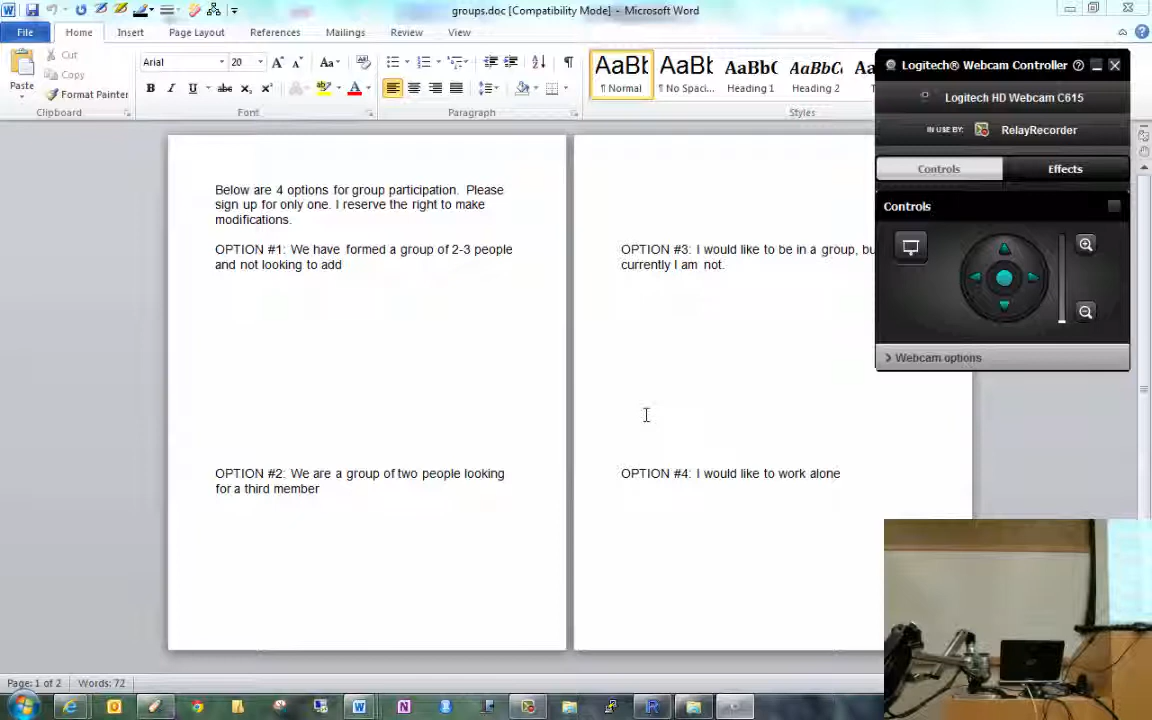 groups.doc [Compatibility Mode] - Microsoft Word
File Home Insert Page Layout References Mailings Review View
Cut
Copy
Format Painter
Paste
Clipboard
Arial 20
Font
Paragraph
AaBb
¶ Normal
AaBbC
¶ No Spaci...
AaBbC
Heading 1
AaBbC
Heading 2
Styles
Below are 4 options for group participation. Please
sign up for only one. I reserve the right to make
modifications.
OPTION #1: We have formed a group of 2-3 people
and not looking to add
OPTION #2: We are a group of two people looking
for a third member
OPTION #3: I would like to be in a group, bu
currently I am not.
OPTION #4: I would like to work alone
Logitech® Webcam Controller
Logitech HD Webcam C615
IN USE BY: RelayRecorder
Controls Effects
Controls
Webcam options
Page: 1 of 2 Words: 72